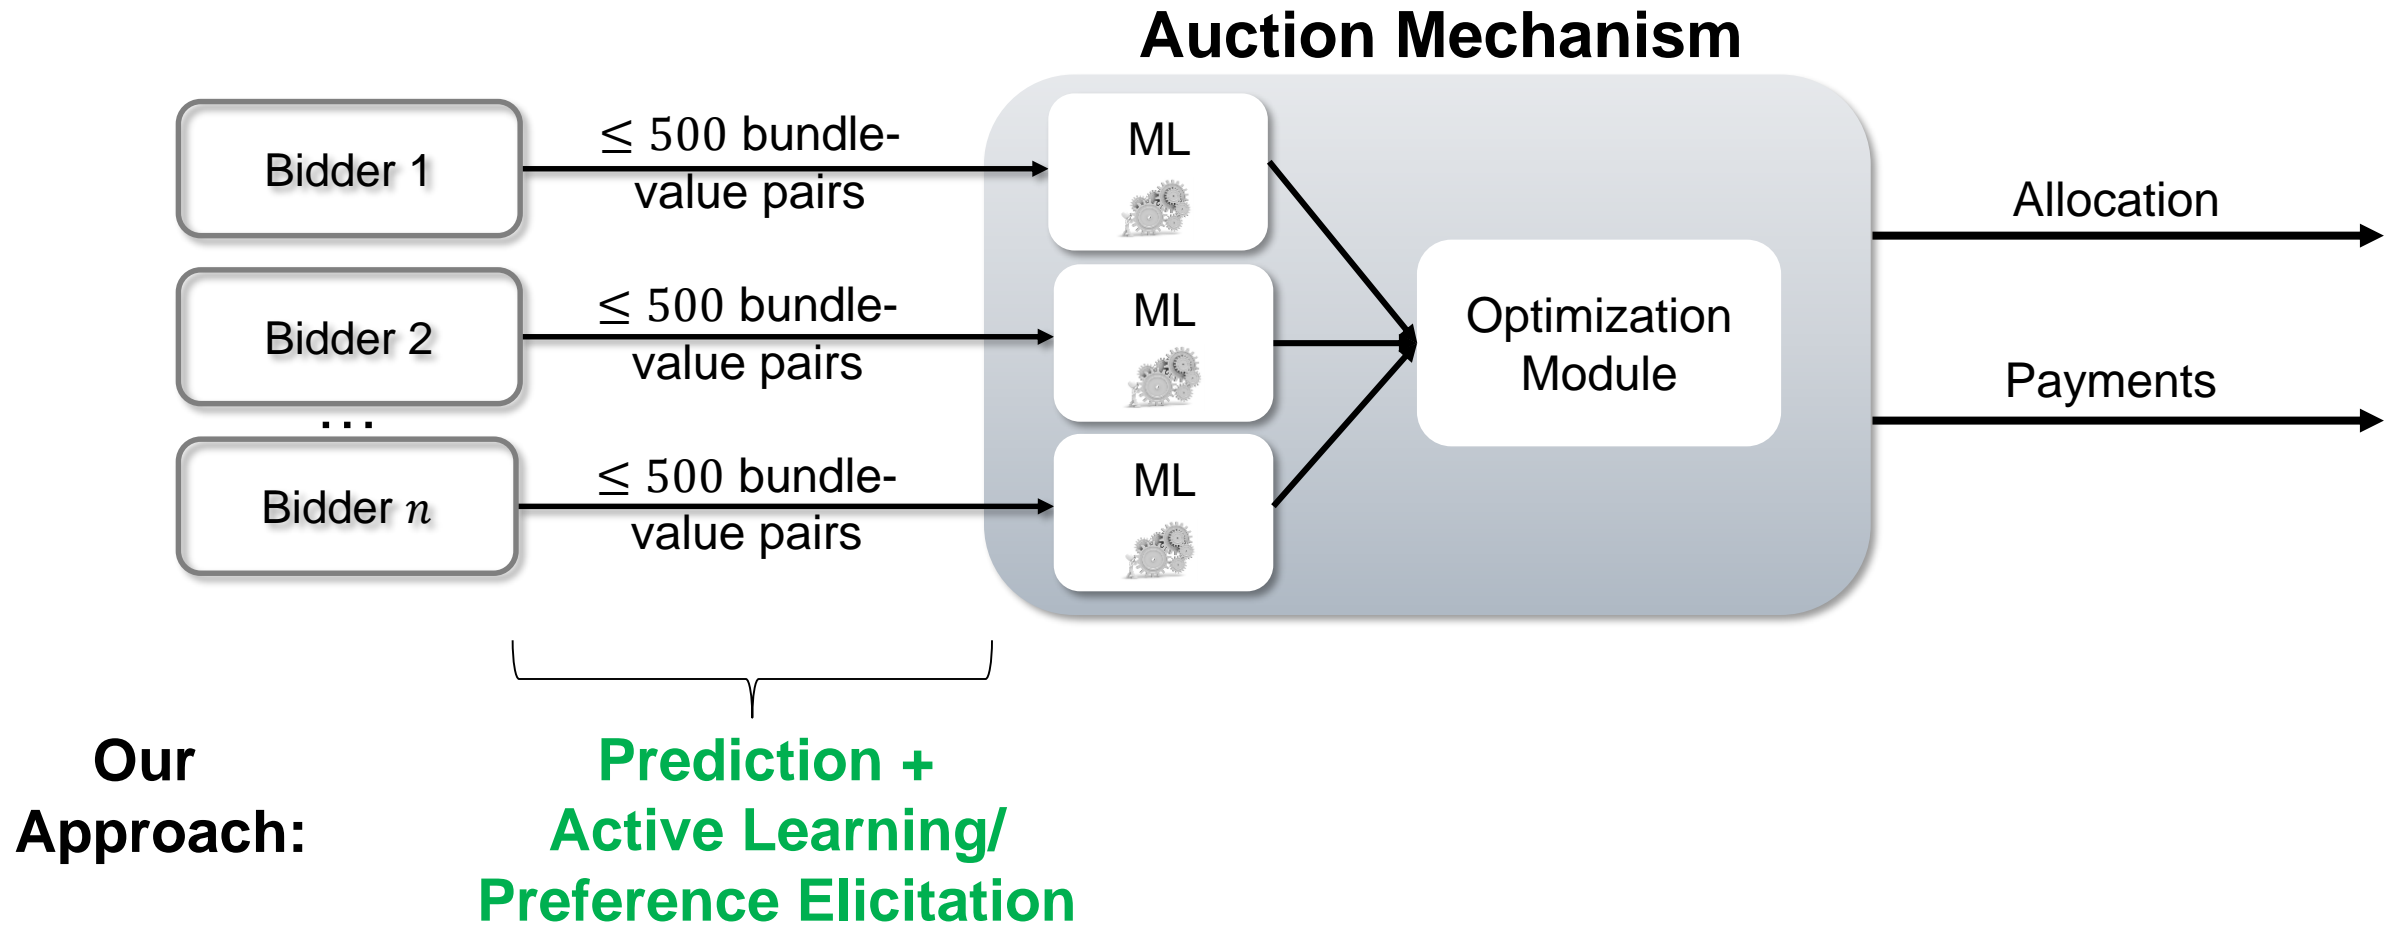 Auction Mechanism
Bidder 1
≤ 500 bundle-
value pairs
ML
Bidder 2
≤ 500 bundle-
value pairs
ML
...
Bidder n
≤ 500 bundle-
value pairs
ML
Optimization
Module
Allocation
Payments
Our
Approach:
Prediction +
Active Learning/
Preference Elicitation